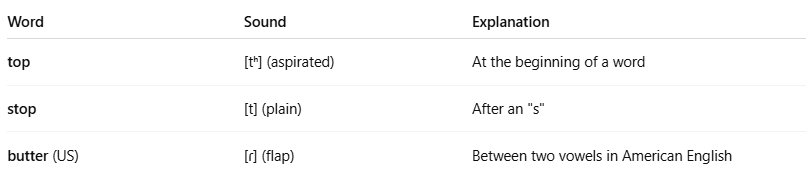 Word Sound Explanation
top [tʰ] (aspirated) At the beginning of a word
stop [t] (plain) After an "s"
butter (US) [ɾ] (flap) Between two vowels in American English